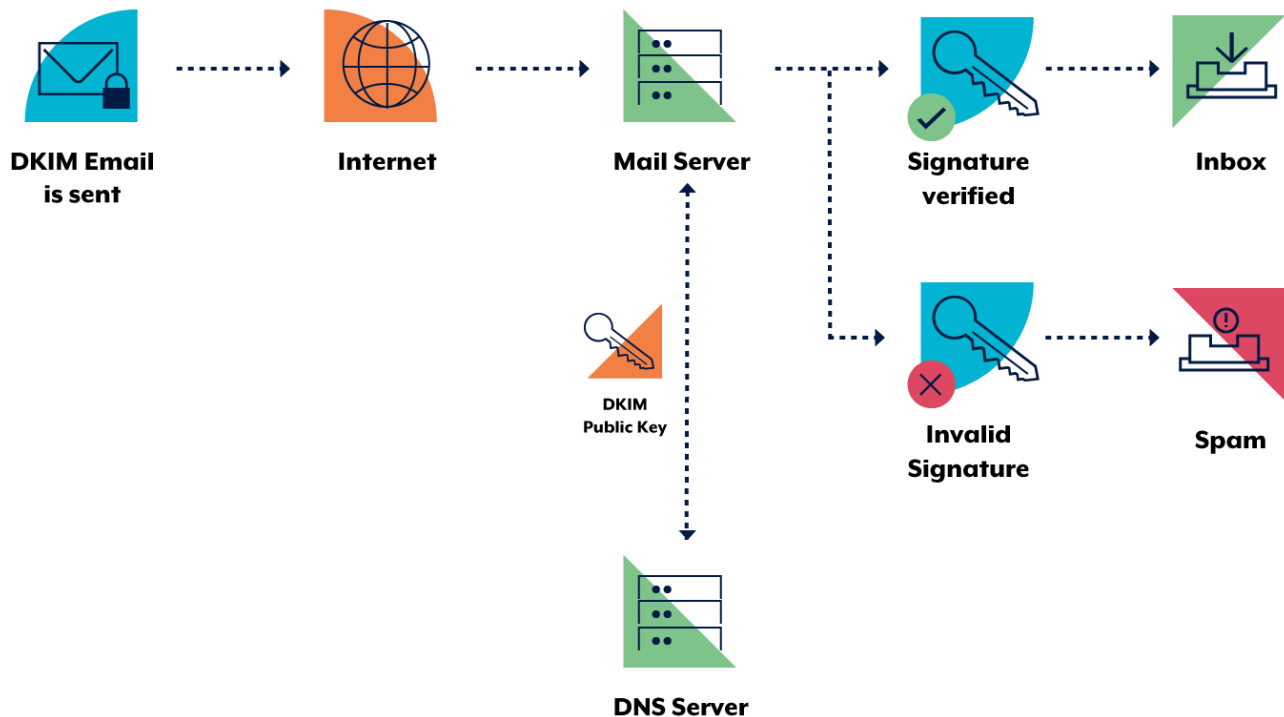 DKIM Email
is sent
Internet
Mail Server
Signature
verified
Inbox
DKIM
Public Key
Invalid
Signature
Spam
DNS Server